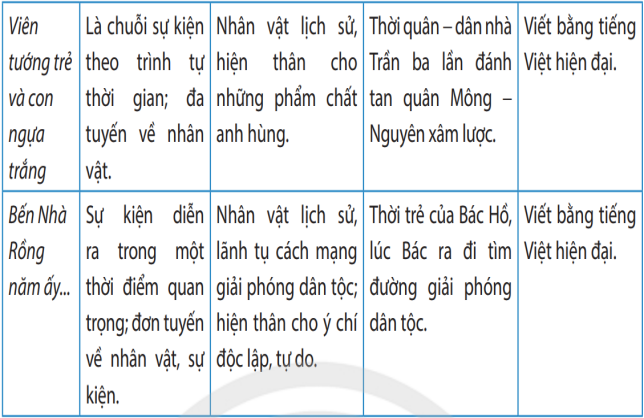 Viên
tướng trẻ
và con
ngựa
trắng
Là chuỗi sự kiện
theo trình tự
thời gian; đa
tuyến về nhân
vật.
Nhân vật lịch sử,
hiện thân cho
những phẩm chất
anh hùng.
Thời quân – dân nhà
Trần ba lần đánh
tan quân Mông –
Nguyên xâm lược.
Viết bằng tiếng
Việt hiện đại.
Bến Nhà
Rồng
năm ấy...
Sự kiện diễn
ra trong một
thời điểm quan
trọng; đơn tuyến
về nhân vật, sự
kiện.
Nhân vật lịch sử,
lãnh tụ cách mạng
giải phóng dân tộc;
hiện thân cho ý chí
độc lập, tự do.
Thời trẻ của Bác Hồ,
lúc Bác ra đi tìm
đường giải phóng
dân tộc.
Viết bằng tiếng
Việt hiện đại.